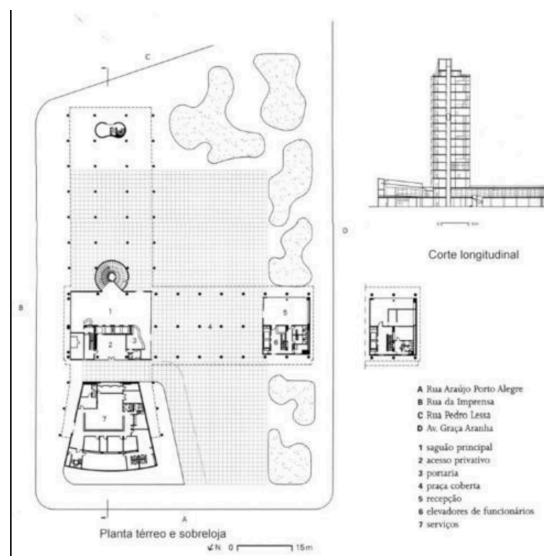 C
B
D
A
1
2
3
4
5
6
7
Corte longitudinal
A Rua Araújo Porto Alegre
B Rua da Imprensa
C Rua Pedro Lessa
D Av. Graça Aranha
1 saguão principal
2 acesso privativo
3 portaria
4 praça coberta
5 recepção
6 elevadores de funcionários
7 serviços
Planta térreo e sobreloja
N 0 15m